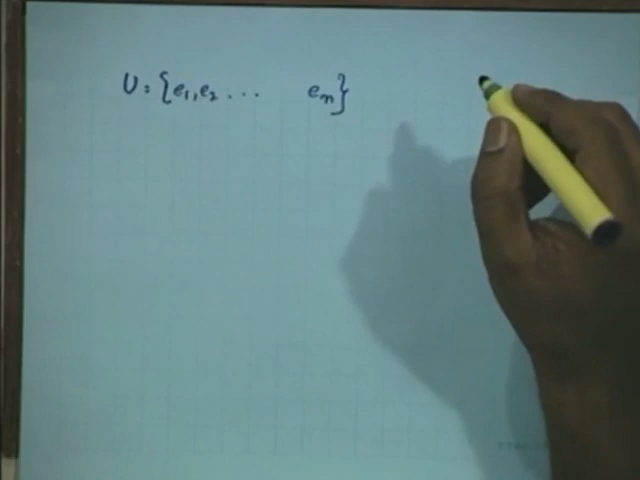 U = {e₁, e₂ ... eₙ}